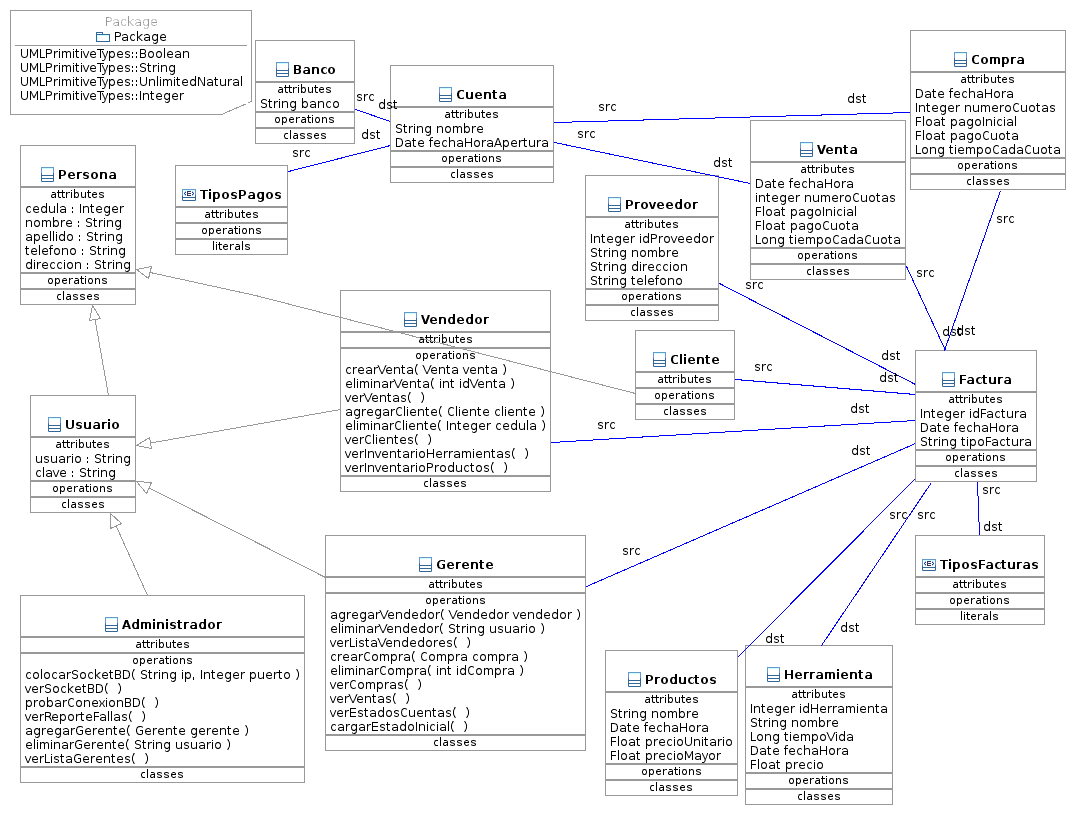 Package
Package
UMLPrimitiveTypes::Boolean
UMLPrimitiveTypes::String
UMLPrimitiveTypes::UnlimitedNatural
UMLPrimitiveTypes::Integer
Banco
attributes
String banco
operations
classes
src
dst
Cuenta
attributes
String nombre
Date fechaHoraApertura
operations
classes
src
dst
src
dst
src
dst
Compra
attributes
Date fechaHora
Integer numeroCuotas
Float pagoInicial
Float pagoCuota
Long tiempoCadaCuota
operations
classes
src
Venta
attributes
Date fechaHora
integer numeroCuotas
Float pagoInicial
Float pagoCuota
Long tiempoCadaCuota
operations
classes
src
Persona
attributes
cedula : Integer
nombre : String
apellido : String
telefono : String
direccion : String
operations
classes
TiposPagos
attributes
operations
literals
Proveedor
attributes
Integer idProveedor
String nombre
String direccion
String telefono
operations
classes
src
dst
dst
dst
Vendedor
attributes
operations
crearVenta( Venta venta )
eliminarVenta( int idVenta )
verVentas(  )
agregarCliente( Cliente cliente )
eliminarCliente( Integer cedula )
verClientes(  )
verInventarioHerramientas(  )
verInventarioProductos(  )
classes
src
dst
Cliente
attributes
operations
classes
src
dst
Factura
attributes
Integer idFactura
Date fechaHora
String tipoFactura
operations
classes
src
dst
src
src
Usuario
attributes
usuario : String
clave : String
operations
classes
Gerente
attributes
operations
agregarVendedor( Vendedor vendedor )
eliminarVendedor( String usuario )
verListaVendedores(  )
crearCompra( Compra compra )
eliminarCompra( int idCompra )
verCompras(  )
verVentas(  )
verEstadosCuentas(  )
cargarEstadoInicial(  )
classes
src
dst
TiposFacturas
attributes
operations
literals
Administrador
attributes
operations
colocarSocketBD( String ip, Integer puerto )
verSocketBD(  )
probarConexionBD(  )
verReporteFallas(  )
agregarGerente( Gerente gerente )
eliminarGerente( String usuario )
verListaGerentes(  )
classes
dst
Productos
attributes
String nombre
Date fechaHora
Float precioUnitario
Float precioMayor
operations
classes
dst
Herramienta
attributes
Integer idHerramienta
String nombre
Long tiempoVida
Date fechaHora
Float precio
operations
classes